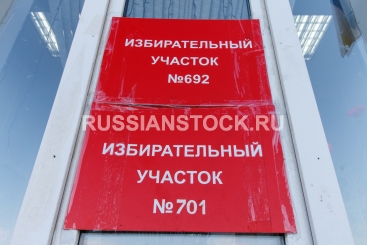 ИЗБИРАТЕЛЬНЫЙ
УЧАСТОК
№692
RUSSIANSTOCK.RU
ИЗБИРАТЕЛЬНЫЙ
УЧАСТОК
№701